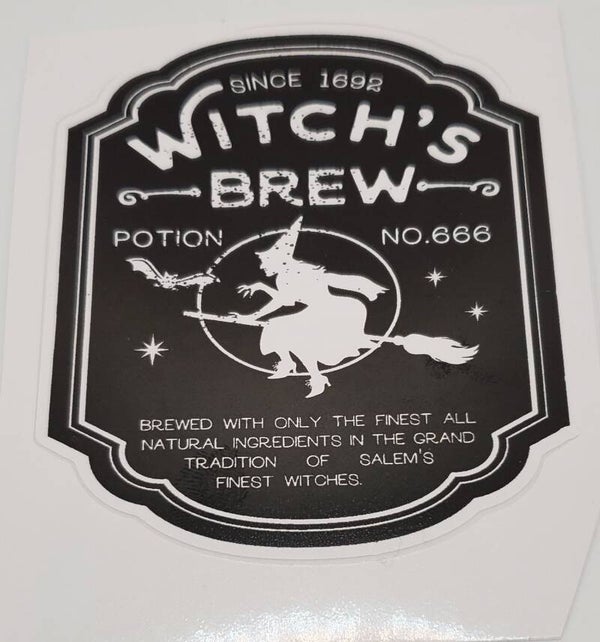 SINCE 1692
WITCH'S
BREW
POTION NO.666
BREWED WITH ONLY THE FINEST ALL
NATURAL INGREDIENTS IN THE GRAND
TRADITION OF SALEM'S
FINEST WITCHES.